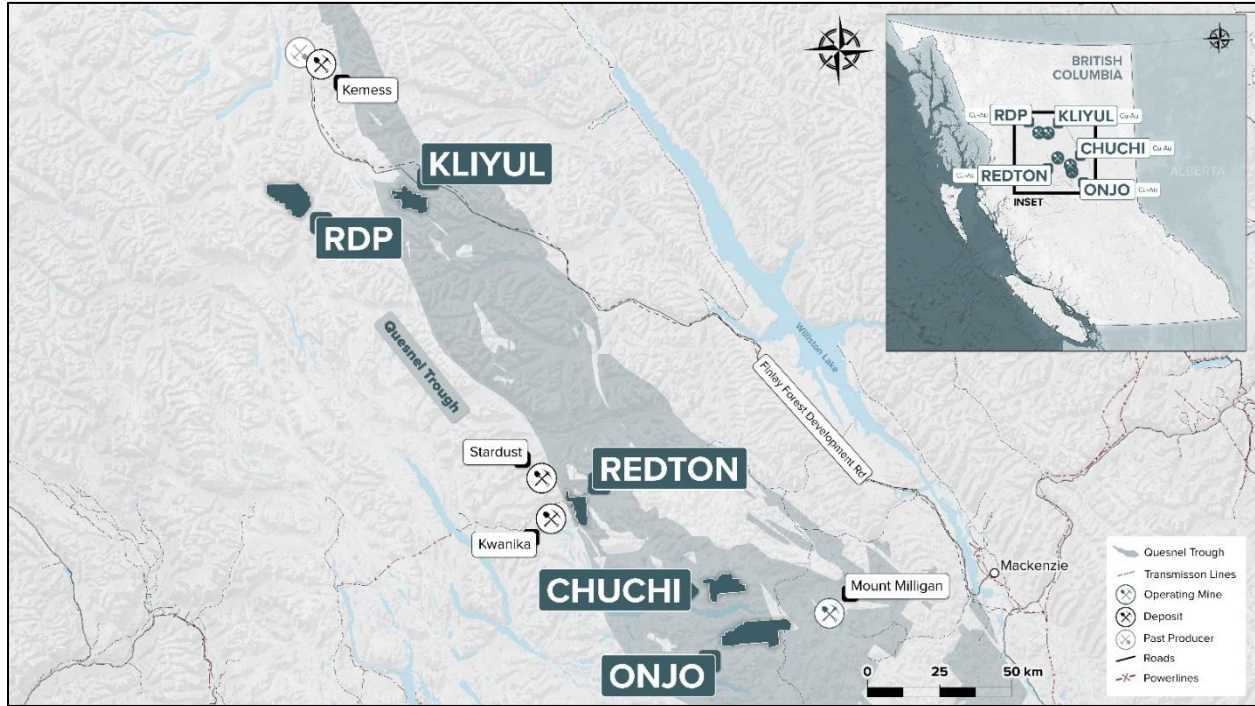 Kemess
KLIYUL
RDP
Quesnel Trough
Williston Lake
Finlay Forest Development Rd
Stardust
REDTON
Kwanika
CHUCHI
Mount Milligan
Mackenzie
ONJO
0 25 50 km
BRITISH
COLUMBIA
ALBERTA
Cu-Au RDP
KLIYUL Cu-Au
CHUCHI Cu-Au
Cu-Au REDTON
ONJO Cu-Au
INSET
Quesnel Trough
Transmisson Lines
Operating Mine
Deposit
Past Producer
Roads
Powerlines